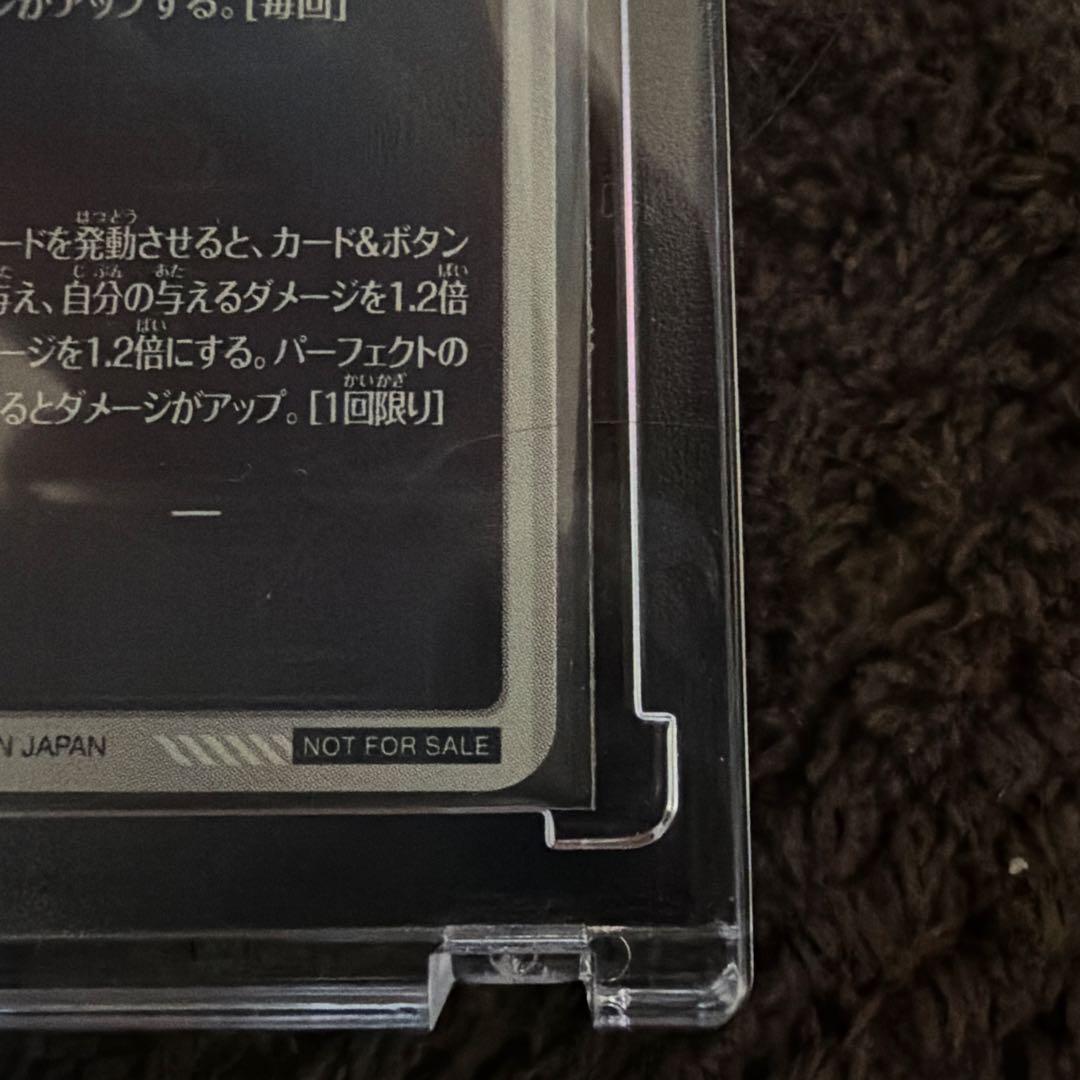 がアップする。[毎回]
ードを発動させると、カード&ボタン
与え、自分の与えるダメージを1.2倍
ージを1.2倍にする。パーフェクトの
るとダメージがアップ。[1回限り]
—
N JAPAN
NOT FOR SALE